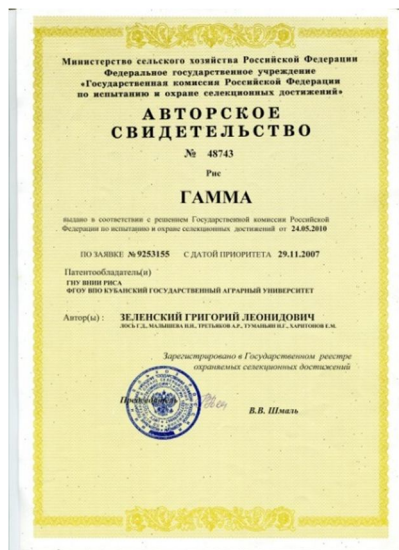 Министерство сельского хозяйства Российской Федерации
Федеральное государственное учреждение
«Государственная комиссия Российской Федерации
по испытанию и охране селекционных достижений»
АВТОРСКОЕ
СВИДЕТЕЛЬСТВО
№ 48743
Рис
ГАММА
выдано в соответствии с решением Государственной комиссии Российской
Федерации по испытанию и охране селекционных достижений от 24.05.2010
ПО ЗАЯВКЕ № 9253155 С ДАТОЙ ПРИОРИТЕТА 29.11.2007
Патентообладатель(и)
ГНУ ВНИИ РИСА
ФГОУ ВПО КУБАНСКИЙ ГОСУДАРСТВЕННЫЙ АГРАРНЫЙ УНИВЕРСИТЕТ
Автор(ы) : ЗЕЛЕНСКИЙ ГРИГОРИЙ ЛЕОНИДОВИЧ
ЛОСЬ Г.Д., МАЛЫШЕВА Н.Н., ТРЕТЬЯКОВ А.Р., ТУМАНЬЯН Н.Г., ХАРИТОНОВ Е.М.
Зарегистрировано в Государственном реестре
охраняемых селекционных достижений
Председатель
В.В. Шмаль